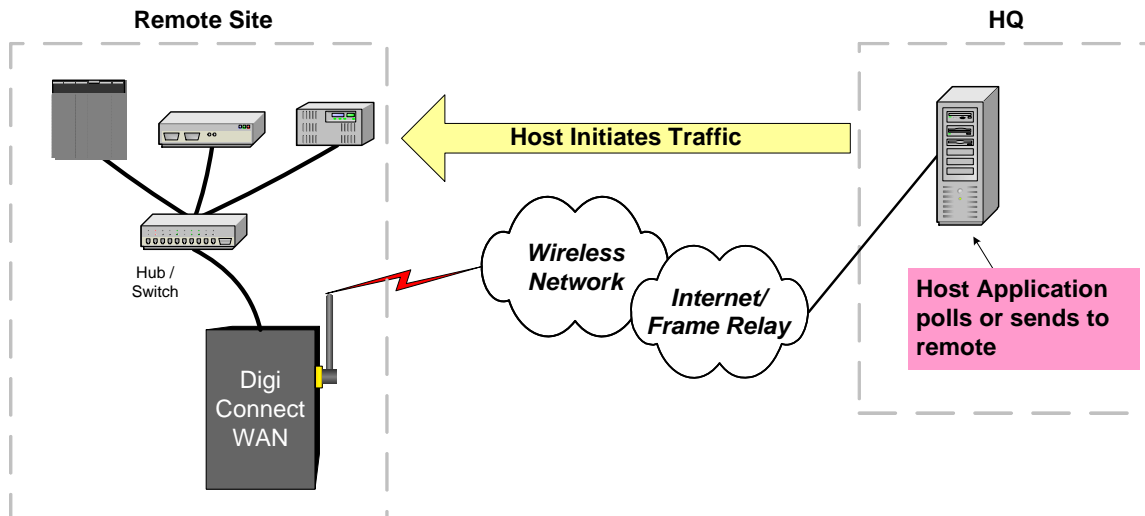 Remote Site
HQ
Host Initiates Traffic
Hub /
Switch
Wireless
Network
Internet/
Frame Relay
Host Application
polls or sends to
remote
Digi
Connect
WAN